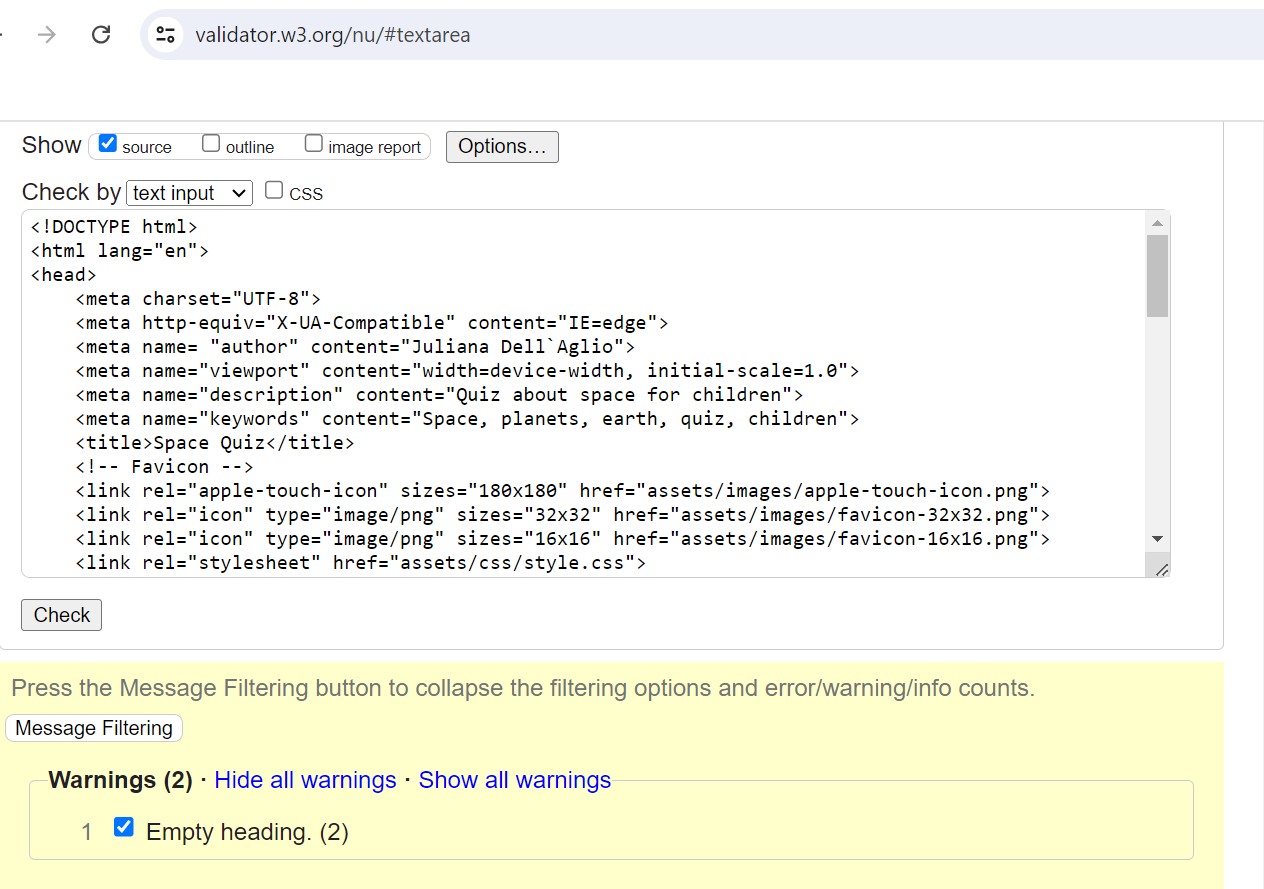 validator.w3.org/nu/#textarea
Show source outline image report Options...
Check by text input CSS
<!DOCTYPE html>
<html lang="en">
<head>
    <meta charset="UTF-8">
    <meta http-equiv="X-UA-Compatible" content="IE=edge">
    <meta name= "author" content="Juliana Dell`Aglio">
    <meta name="viewport" content="width=device-width, initial-scale=1.0">
    <meta name="description" content="Quiz about space for children">
    <meta name="keywords" content="Space, planets, earth, quiz, children">
    <title>Space Quiz</title>
    <!-- Favicon -->
    <link rel="apple-touch-icon" sizes="180x180" href="assets/images/apple-touch-icon.png">
    <link rel="icon" type="image/png" sizes="32x32" href="assets/images/favicon-32x32.png">
    <link rel="icon" type="image/png" sizes="16x16" href="assets/images/favicon-16x16.png">
    <link rel="stylesheet" href="assets/css/style.css">
Check
Press the Message Filtering button to collapse the filtering options and error/warning/info counts.
Message Filtering
Warnings (2) · Hide all warnings · Show all warnings
1 Empty heading. (2)